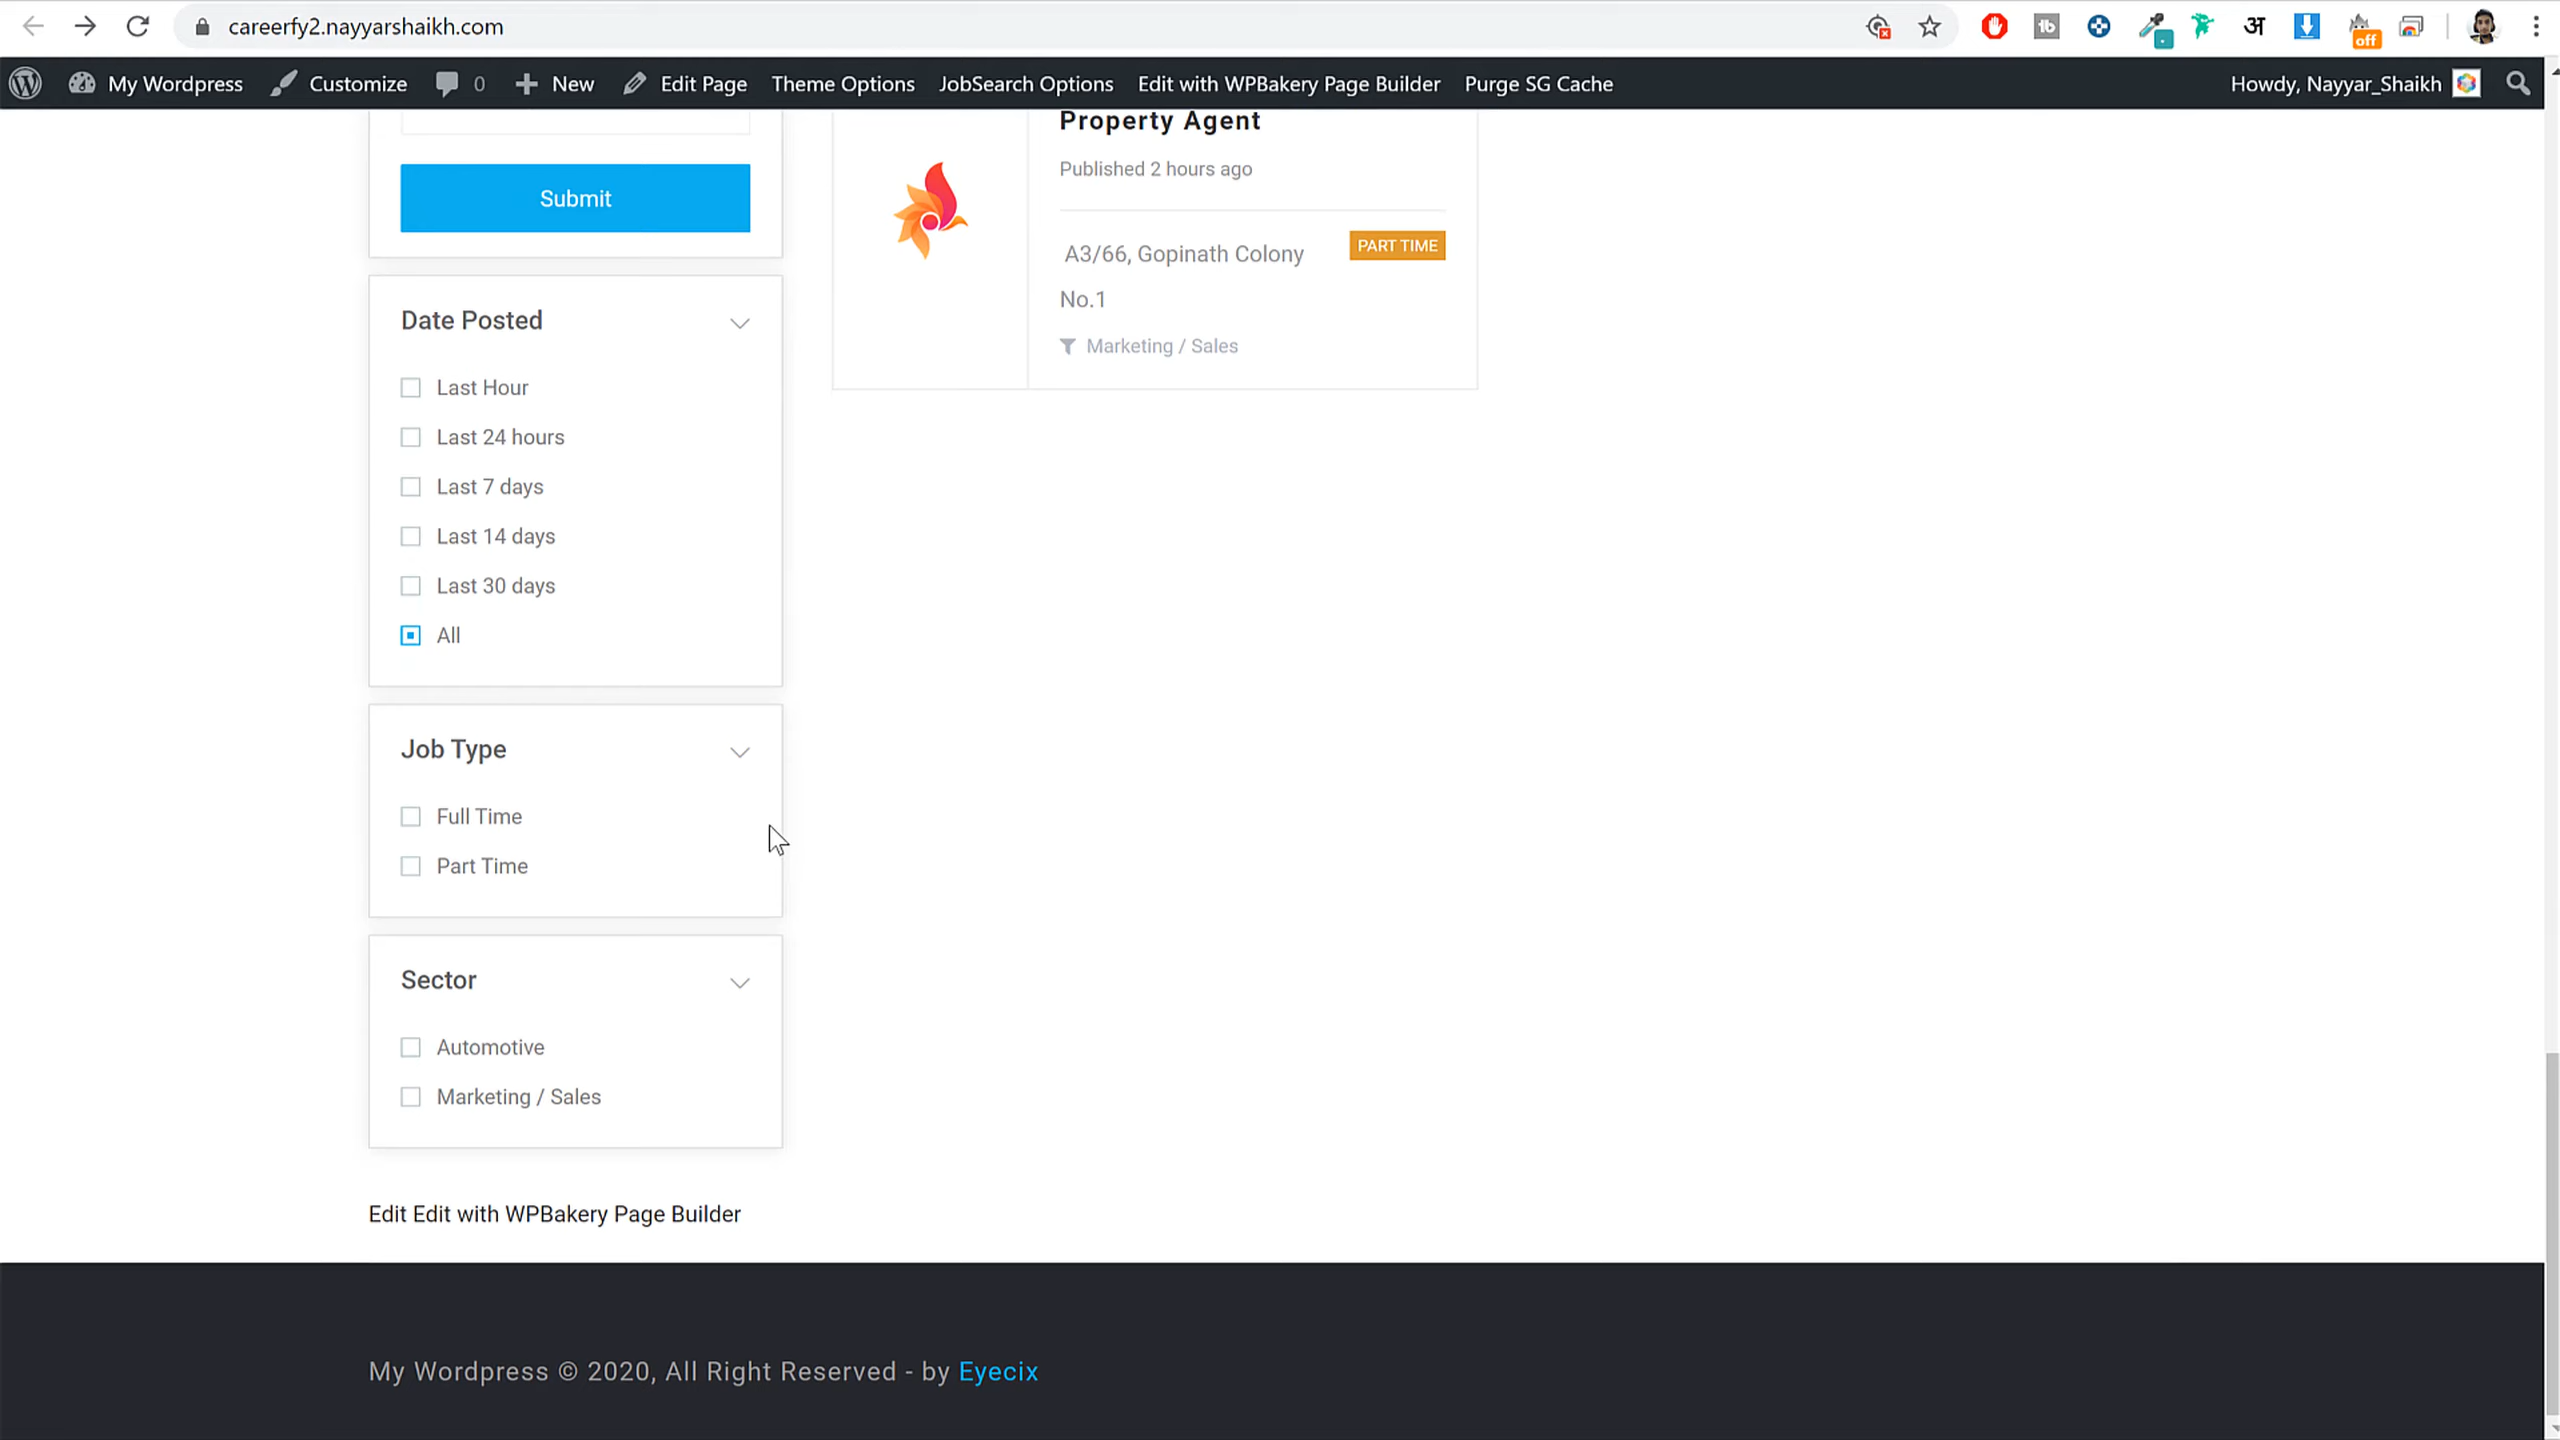 careerfy2.nayyarshaikh.com
My Wordpress Customize 0 New Edit Page Theme Options JobSearch Options Edit with WPBakery Page Builder Purge SG Cache Howdy, Nayyar_Shaikh
Submit
Date Posted
Last Hour
Last 24 hours
Last 7 days
Last 14 days
Last 30 days
All
Job Type
Full Time
Part Time
Sector
Automotive
Marketing / Sales
Property Agent
Published 2 hours ago
A3/66, Gopinath Colony
No.1
PART TIME
Marketing / Sales
Edit Edit with WPBakery Page Builder
My Wordpress © 2020, All Right Reserved - by Eyecix
tb
अ
off